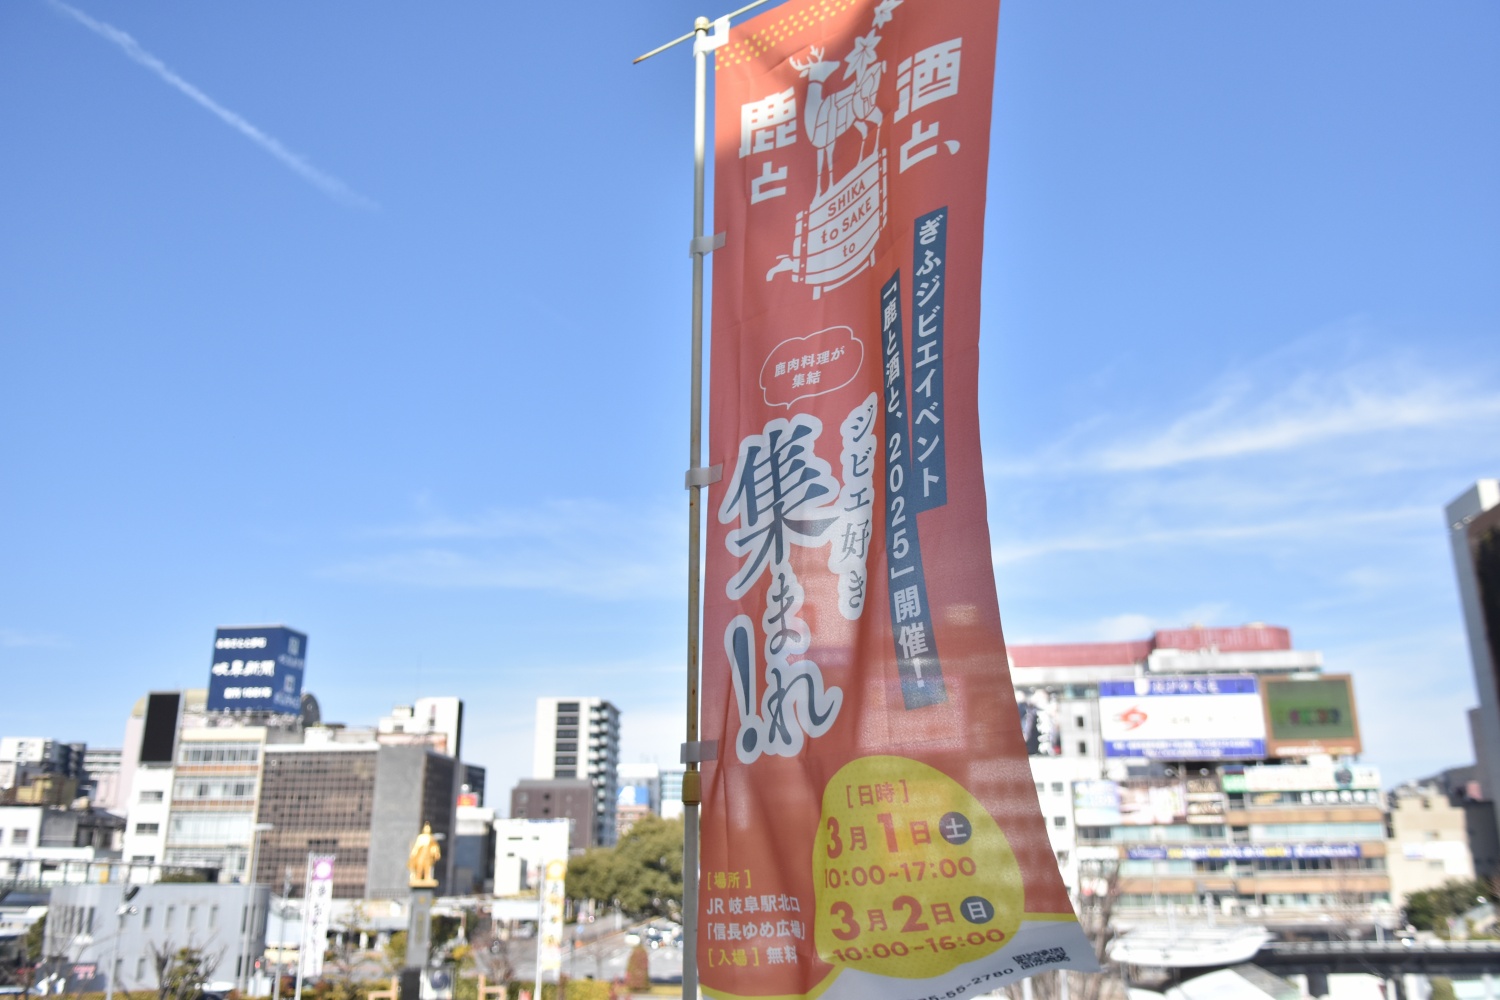 酒と、
鹿と
SHIKA
to SAKE
to
ぎふジビエイベント
「鹿と酒と、2025」開催!
鹿肉料理が
集結
ジビエ好き
集まれ!
[日時]
3月1日土
10:00~17:00
3月2日日
10:00~16:00
[場所]
JR 岐阜駅北口
「信長ゆめ広場」
[入場] 無料
岐阜新聞